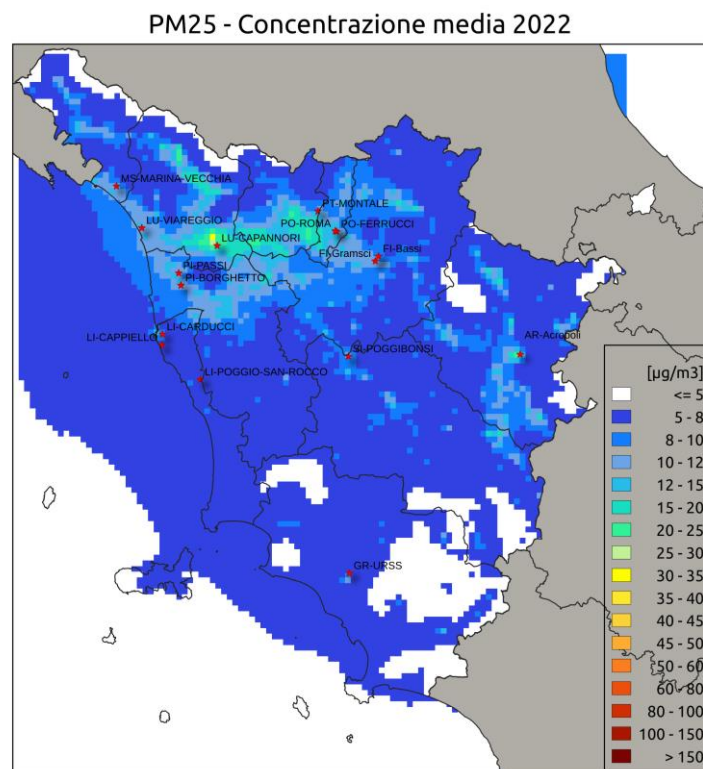 PM25 - Concentrazione media 2022
MS-MARINA-VECCHIA
PT-MONTALE
LU-VIAREGGIO
PO-ROMA
PO-FERRUCCI
LU-CAPANNORI
FI-Bassi
FI-Gramsci
PI-PASSI
PI-BORGHETTO
LI-CARDUCCI
LI-CAPPIELLO
AR-Acropoli
SI-POGGIBONSI
LI-POGGIO-SAN-ROCCO
GR-URSS
[µg/m3]
<= 5
5 - 8
8 - 10
10 - 12
12 - 15
15 - 20
20 - 25
25 - 30
30 - 35
35 - 40
40 - 45
45 - 50
50 - 60
60 - 80
80 - 100
100 - 150
> 150